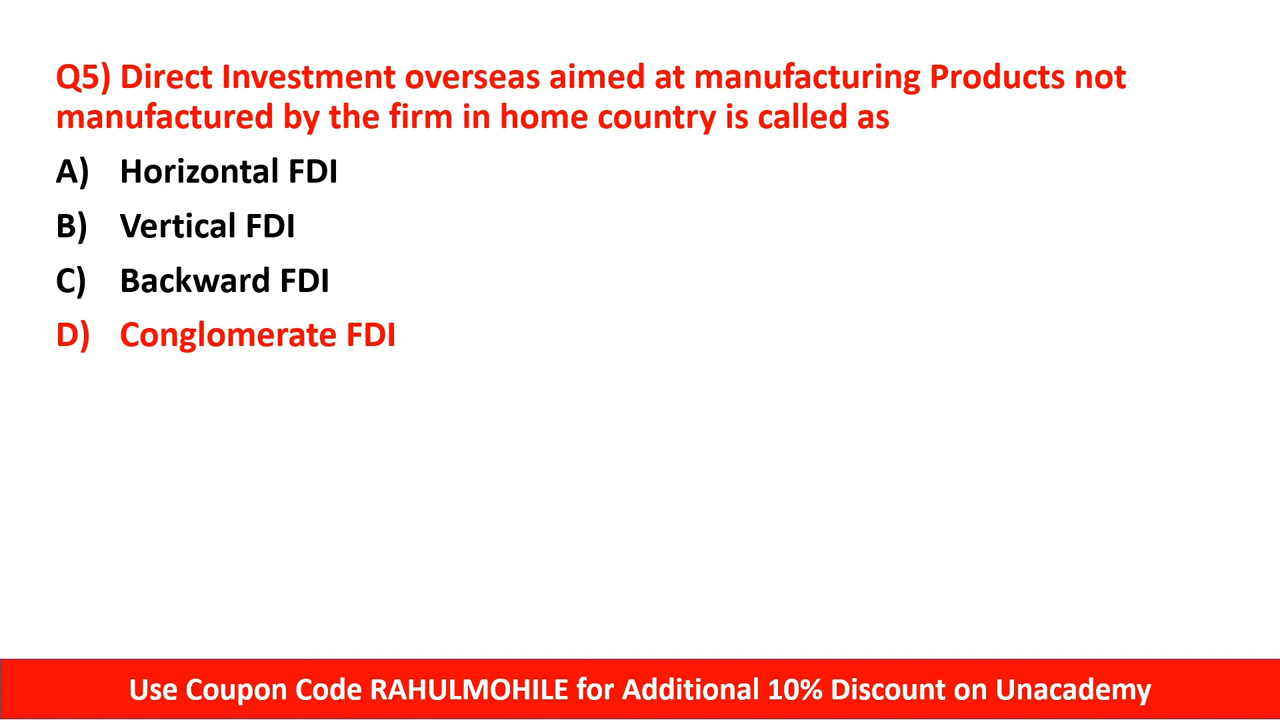 Q5) Direct Investment overseas aimed at manufacturing Products not
manufactured by the firm in home country is called as
A) Horizontal FDI
B) Vertical FDI
C) Backward FDI
D) Conglomerate FDI
Use Coupon Code RAHULMOHILE for Additional 10% Discount on Unacademy